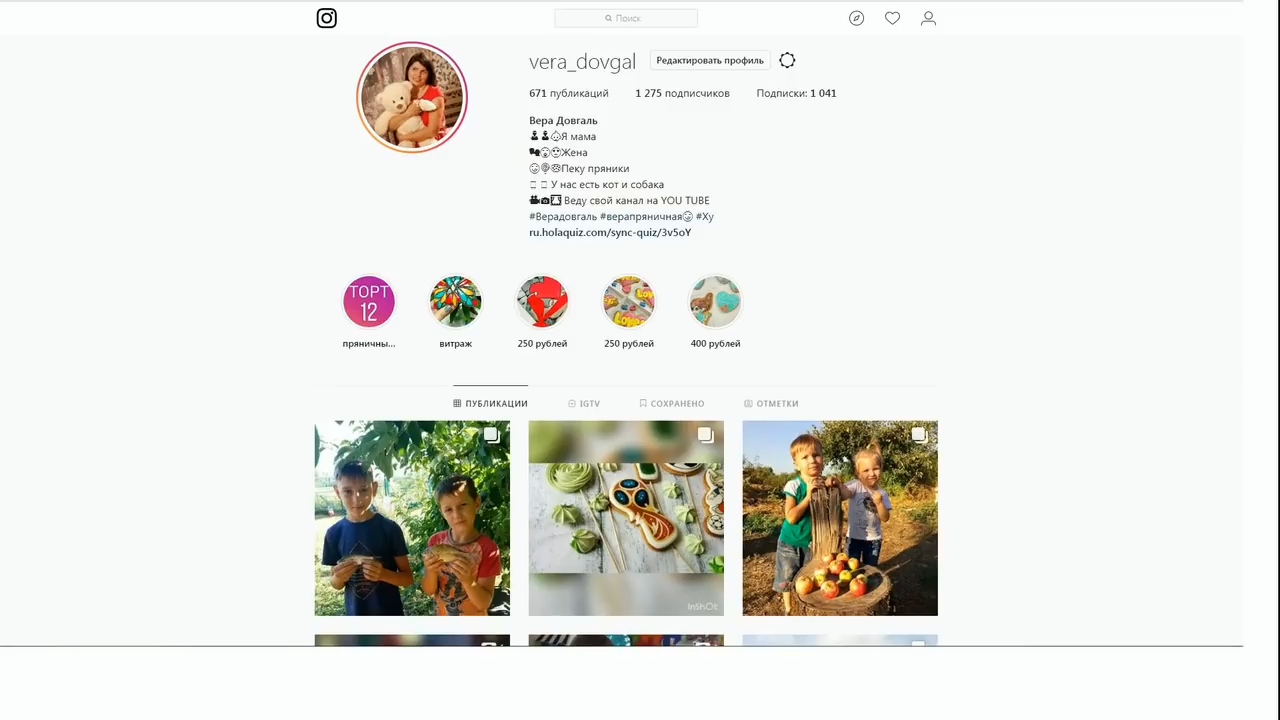 Поиск
vera_dovgal Редактировать профиль
671 публикаций 1 275 подписчиков Подписки: 1 041
Вера Довгаль
Я мама
Жена
Пеку пряники
У нас есть кот и собака
Веду свой канал на YOU TUBE
#Верадовгаль #верапряничная😜 #Ху
ru.holaquiz.com/sync-quiz/3v5oY
ТОРТ
12
пряничны... витраж 250 рублей 250 рублей 400 рублей
ПУБЛИКАЦИИ IGTV СОХРАНЕНО ОТМЕТКИ
InShOt